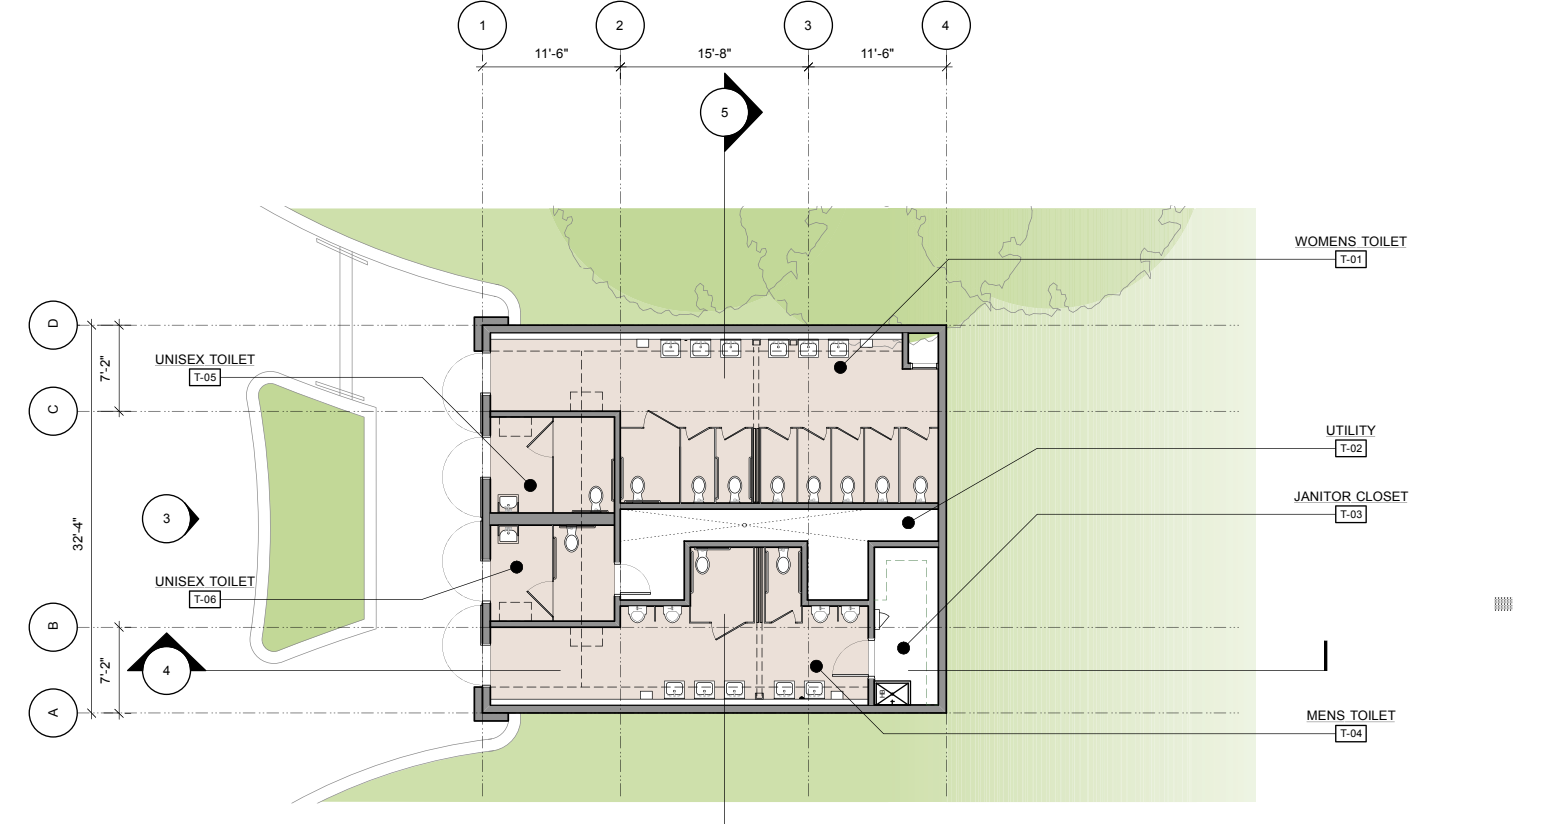 1
2
3
4
11'-6"
15'-8"
11'-6"
5
WOMENS TOILET
T-01
D
7'-2"
UNISEX TOILET
T-05
C
UTILITY
T-02
JANITOR CLOSET
T-03
3
32'-4"
UNISEX TOILET
T-06
B
7'-2"
4
A
MENS TOILET
T-04